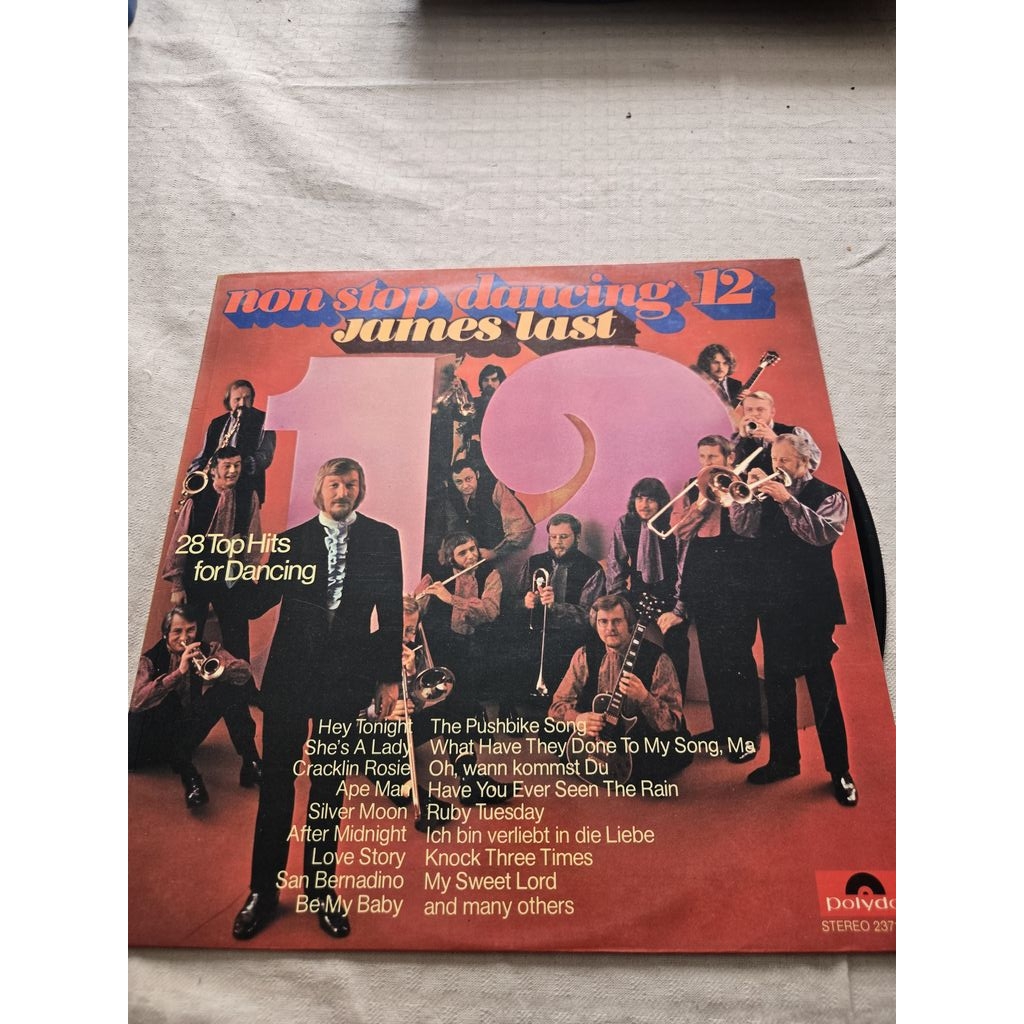 non stop dancing 12
james last
12
28 Top Hits
for Dancing
Hey Tonight The Pushbike Song
She's A Lady What Have They Done To My Song, Ma
Cracklin Rosie Oh, wann kommst Du
Ape Man Have You Ever Seen The Rain
Silver Moon Ruby Tuesday
After Midnight Ich bin verliebt in die Liebe
Love Story Knock Three Times
San Bernadino My Sweet Lord
Be My Baby and many others
Polydo
STEREO 237